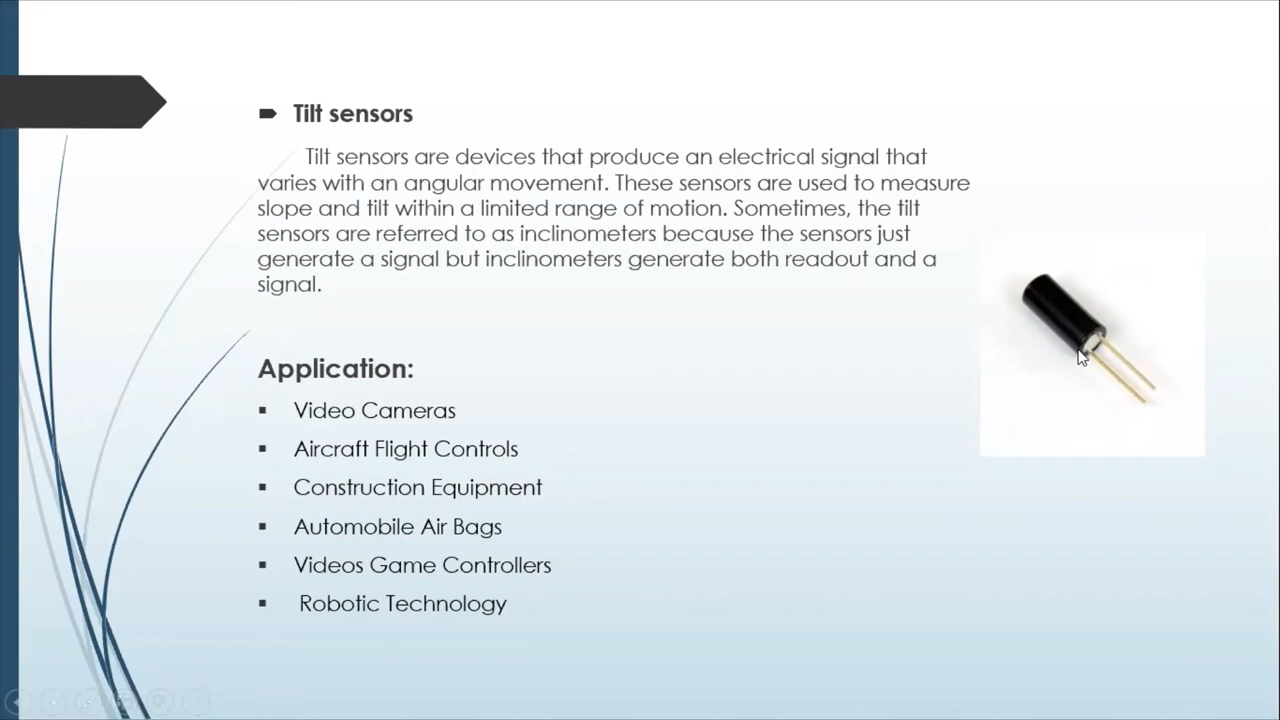 Tilt sensors
Tilt sensors are devices that produce an electrical signal that
varies with an angular movement. These sensors are used to measure
slope and tilt within a limited range of motion. Sometimes, the tilt
sensors are referred to as inclinometers because the sensors just
generate a signal but inclinometers generate both readout and a
signal.
Application:
Video Cameras
Aircraft Flight Controls
Construction Equipment
Automobile Air Bags
Videos Game Controllers
Robotic Technology